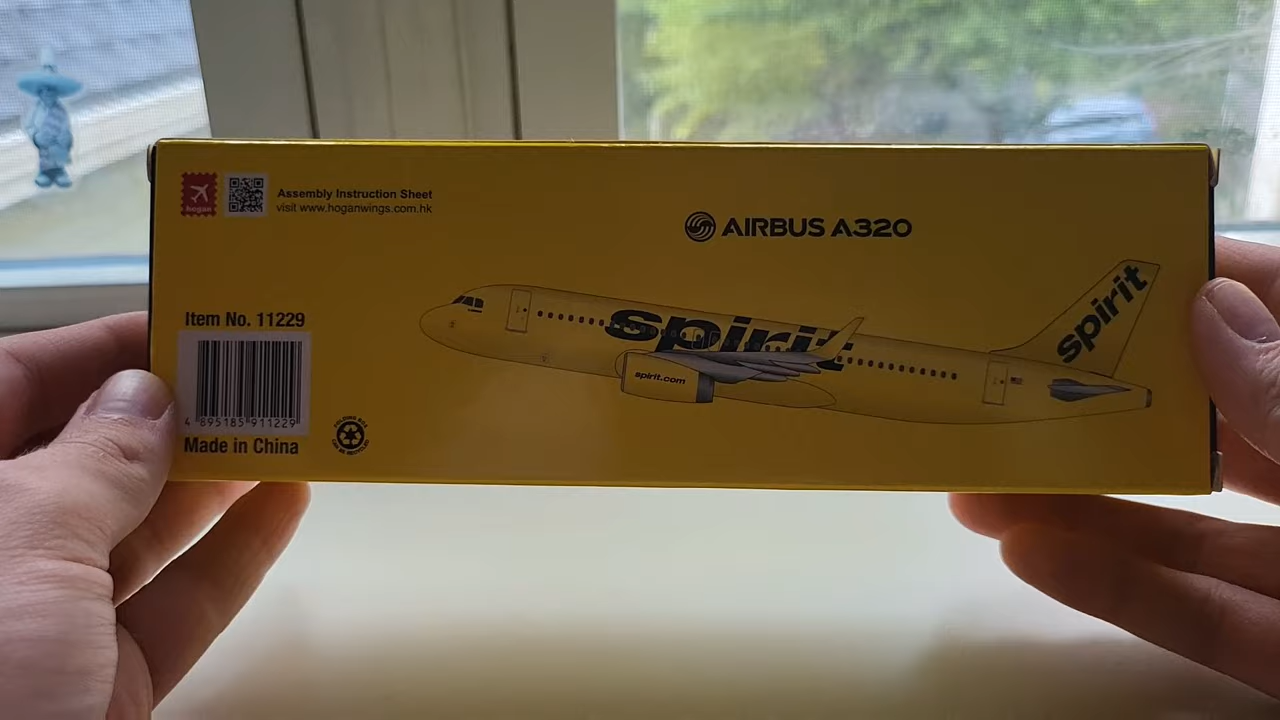 hogan
Assembly Instruction Sheet
visit www.hoganwings.com.hk
AIRBUS A320
spirit
spirit
spirit.com
Item No. 11229
4 895185 911229
Made in China